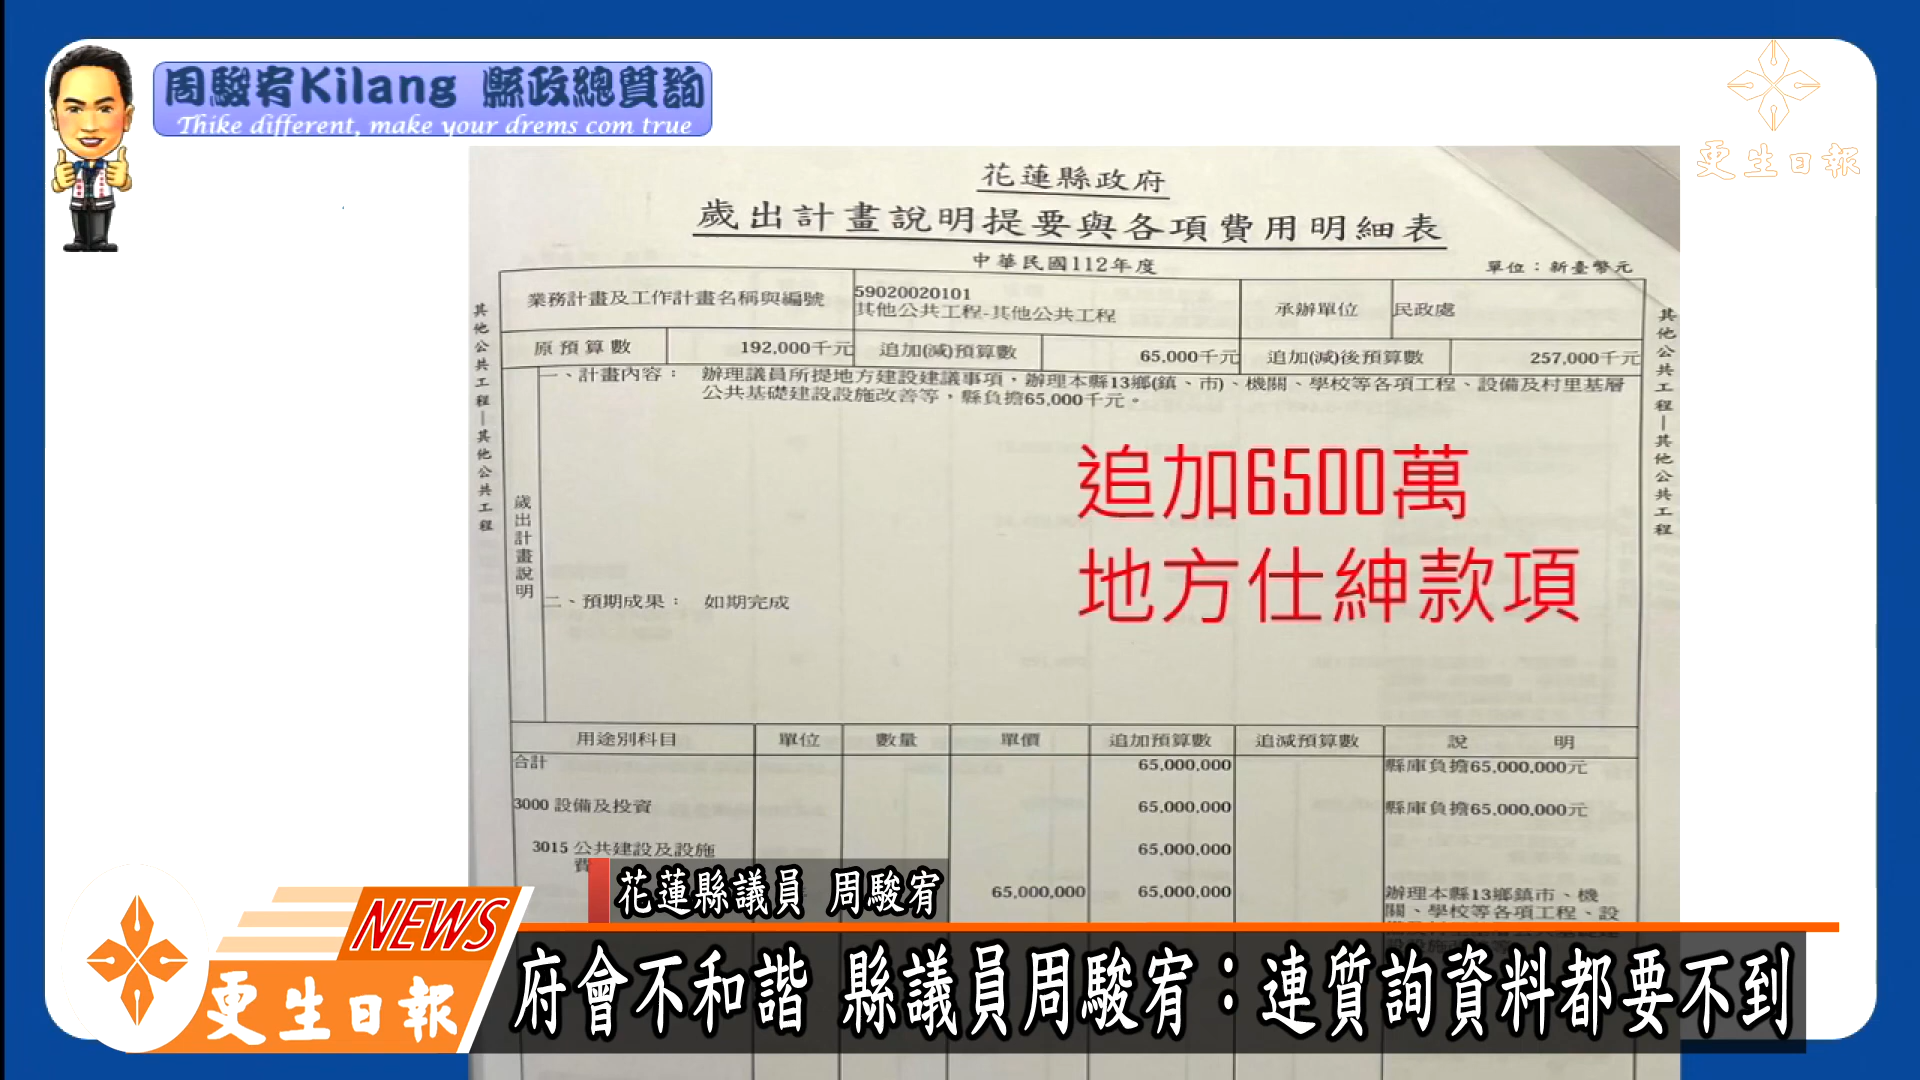 周駿宥Kilang 縣政總質詢
Thike different, make your drems com true
更生日報
花蓮縣政府
歲出計畫說明提要與各項費用明細表
中華民國112年度
單位：新臺幣元
其他公共工程—其他公共工程
業務計畫及工作計畫名稱與編號
59020020101
其他公共工程-其他公共工程
承辦單位
民政處
原預算數
192,000千元
追加(減)預算數
65,000千元
追加(減)後預算數
257,000千元
其他公共工程—其他公共工程
歲出計畫說明
一、計畫內容： 辦理議員所提地方建設建議事項，辦理本縣13鄉(鎮、市)、機關、學校等各項工程、設備及村里基層
公共基礎建設設施改善等，縣負擔65,000千元。
追加6500萬
地方仕紳款項
二、預期成果： 如期完成
用途別科目 單位 數量 單價 追加預算數 追減預算數 說 明
合計 65,000,000 縣庫負擔65,000,000元
3000 設備及投資 65,000,000 縣庫負擔65,000,000元
3015 公共建設及設施 65,000,000
費
65,000,000 65,000,000 辦理本縣13鄉鎮市、機
關、學校等各項工程、設
花蓮縣議員 周駿宥
NEWS
更生日報
府會不和諧 縣議員周駿宥：連質詢資料都要不到